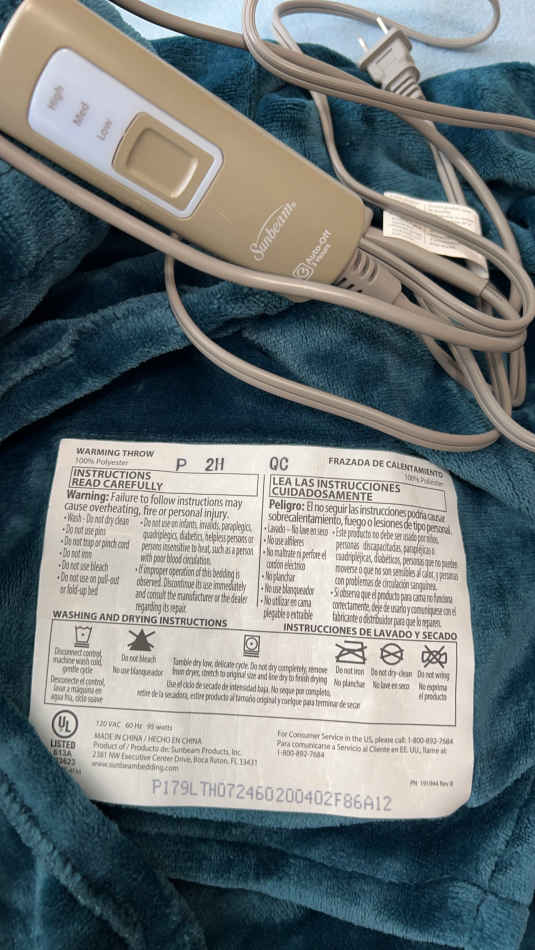 High
Med
Low
Sunbeam®
3 Auto-Off
3 Hours
WARMING THROW
100% Polyester
P 2H QC
FRAZADA DE CALENTAMIENTO
100% Poliester
INSTRUCTIONS
READ CAREFULLY
Warning: Failure to follow instructions may
cause overheating, fire or personal injury.
• Wash - Do not dry clean
• Do not use pins
• Do not trap or pinch cord
• Do not iron
• Do not use bleach
• Do not use on pull-out
or fold-up bed
• Do not use on infants, invalids, paraplegics,
quadriplegics, diabetics, helpless persons or
persons insensitive to heat, such as a person
with poor blood circulation.
• If improper operation of this bedding is
observed. Discontinue its use immediately
and consult the manufacturer or the dealer
regarding its repair.
LEA LAS INSTRUCCIONES
CUIDADOSAMENTE
Peligro: El no seguir las instrucciones podría causar
sobrecalentamiento, fuego o lesiones de tipo personal.
• Lavado – No lave en seco
• No use alfileres
• No maltrate ni perfore el
cordón eléctrico
• No planchar
• No use blanqueador
• No utilizar en cama
plegable o extraíble
• Este producto no debe ser usado por niños,
personas discapacitadas, parapléjicas o
cuadripléjicas, diabéticos, personas que no pueden
moverse o que no son sensibles al calor, y personas
con problemas de circulación sanguínea.
• Si observa que el producto para cama no funciona
correctamente, deje de usarlo y comuníquese con el
fabricante o distribuidor para que lo reparen.
WASHING AND DRYING INSTRUCTIONS
INSTRUCCIONES DE LAVADO Y SECADO
Disconnect control,
machine wash cold,
gentle cycle
Desconecte el control,
lavar a máquina en
agua fría, ciclo suave
Do not bleach
No use blanqueador
Tumble dry low, delicate cycle. Do not dry completely, remove
from dryer, stretch to original size and line dry to finish drying
Use el ciclo de secado de intensidad baja. No seque por completo,
retire de la secadora, estire producto al tamaño original y cuelgue para terminar de secar
Do not iron
No planchar
Do not dry-clean
No lave en seco
Do not wring
No exprima
el producto
UL
LISTED
613A
120 VAC 60 Hz 95 watts
MADE IN CHINA / HECHO EN CHINA
Product of / Producto de: Sunbeam Products, Inc.
2381 NW Executive Center Drive, Boca Raton, FL 33431
www.sunbeambedding.com
For Consumer Service in the US, please call: 1-800-892-7684
Para comunicarse a Servicio al Cliente en EE. UU., llame al:
1-800-892-7684
PN 191944 Rev R
P179LTH072460200402F86A12